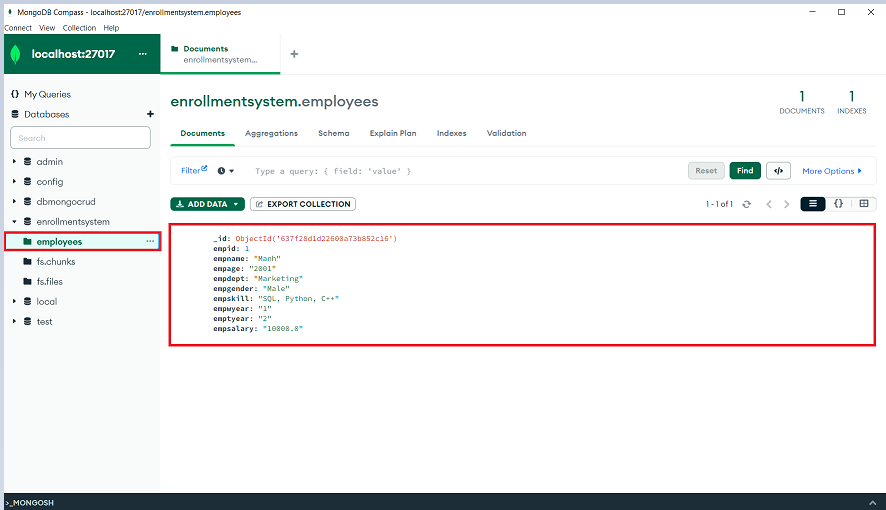 MongoDB Compass - localhost:27017/enrollmentsystem.employees
Connect View Collection Help
localhost:27017 ...
Documents
enrollmentsystem...
+
{} My Queries
Databases +
Search
admin
config
dbmongocrud
enrollmentsystem
employees ...
fs.chunks
fs.files
local
test
enrollmentsystem.employees
1 1
DOCUMENTS INDEXES
Documents Aggregations Schema Explain Plan Indexes Validation
Filter Type a query: { field: 'value' } Reset Find </> More Options
ADD DATA EXPORT COLLECTION 1 - 1 of 1 {}
_id: ObjectId('637f28d1d22608a73b852c16')
empid: 1
empname: "Manh"
empage: "2001"
empdept: "Marketing"
empgender: "Male"
empskill: "SQL, Python, C++"
empwyear: "1"
emptyear: "2"
empsalary: "10000.0"
>_MONGOSH